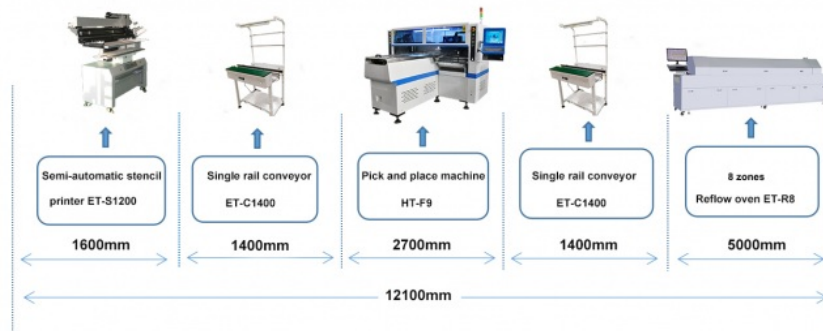 Semi-automatic stencil
printer ET-S1200
Single rail conveyor
ET-C1400
Pick and place machine
HT-F9
Single rail conveyor
ET-C1400
8 zones
Reflow oven ET-R8
1600mm
1400mm
2700mm
1400mm
5000mm
12100mm